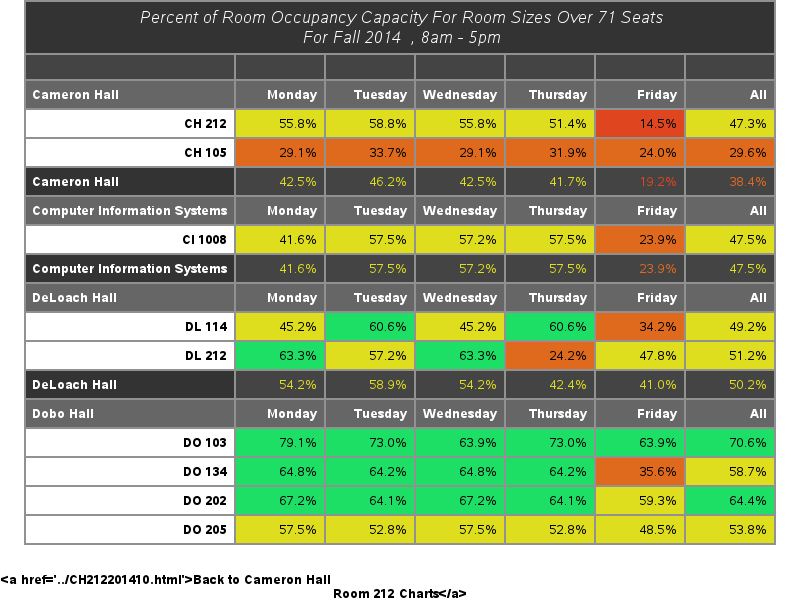 Percent of Room Occupancy Capacity For Room Sizes Over 71 Seats
For Fall 2014 , 8am - 5pm
Cameron Hall Monday Tuesday Wednesday Thursday Friday All
CH 212 55.8% 58.8% 55.8% 51.4% 14.5% 47.3%
CH 105 29.1% 33.7% 29.1% 31.9% 24.0% 29.6%
Cameron Hall 42.5% 46.2% 42.5% 41.7% 19.2% 38.4%
Computer Information Systems Monday Tuesday Wednesday Thursday Friday All
CI 1008 41.6% 57.5% 57.2% 57.5% 23.9% 47.5%
Computer Information Systems 41.6% 57.5% 57.2% 57.5% 23.9% 47.5%
DeLoach Hall Monday Tuesday Wednesday Thursday Friday All
DL 114 45.2% 60.6% 45.2% 60.6% 34.2% 49.2%
DL 212 63.3% 57.2% 63.3% 24.2% 47.8% 51.2%
DeLoach Hall 54.2% 58.9% 54.2% 42.4% 41.0% 50.2%
Dobo Hall Monday Tuesday Wednesday Thursday Friday All
DO 103 79.1% 73.0% 63.9% 73.0% 63.9% 70.6%
DO 134 64.8% 64.2% 64.8% 64.2% 35.6% 58.7%
DO 202 67.2% 64.1% 67.2% 64.1% 59.3% 64.4%
DO 205 57.5% 52.8% 57.5% 52.8% 48.5% 53.8%
<a href='../CH212201410.html'>Back to Cameron Hall
Room 212 Charts</a>